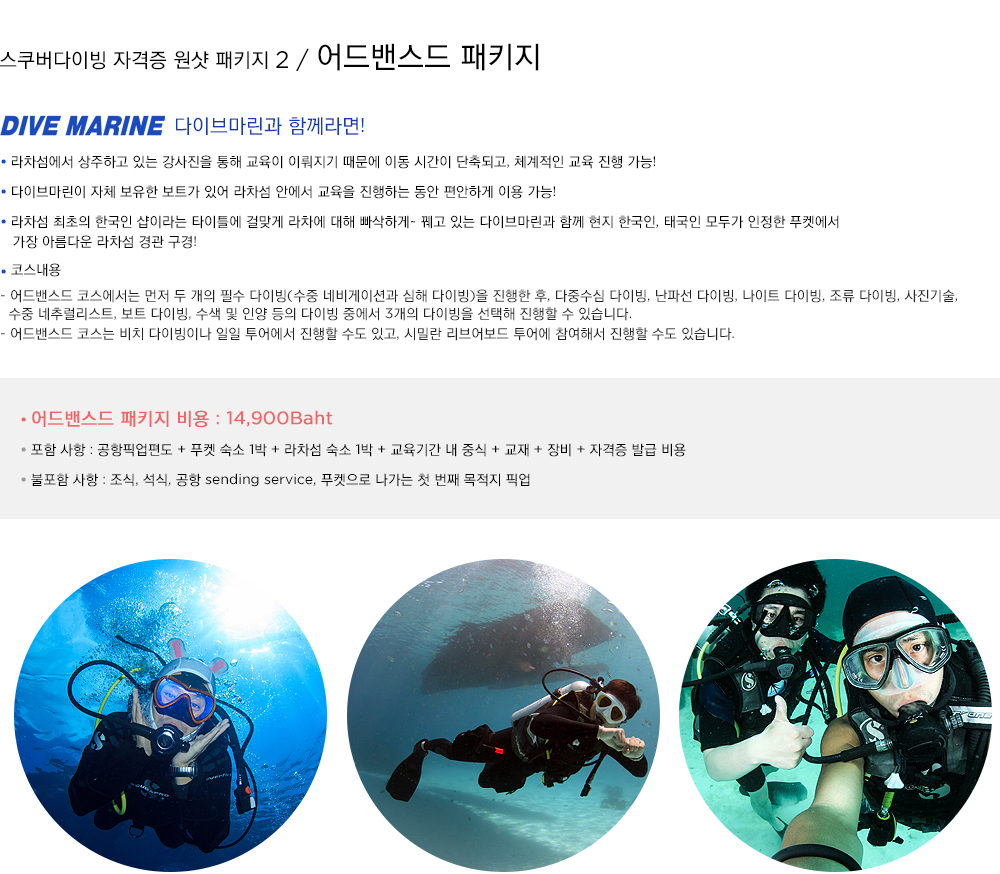 스쿠버다이빙 자격증 원샷 패키지 2 / 어드밴스드 패키지
DIVE MARINE 다이브마린과 함께라면!
• 라차섬에서 상주하고 있는 강사진을 통해 교육이 이뤄지기 때문에 이동 시간이 단축되고, 체계적인 교육 진행 가능!
• 다이브마린이 자체 보유한 보트가 있어 라차섬 안에서 교육을 진행하는 동안 편안하게 이용 가능!
• 라차섬 최초의 한국인 샵이라는 타이틀에 걸맞게 라차에 대해 빠삭하게~ 꿰고 있는 다이브마린과 함께 현지 한국인, 태국인 모두가 인정한 푸켓에서
가장 아름다운 라차섬 경관 구경!
• 코스내용
- 어드밴스드 코스에서는 먼저 두 개의 필수 다이빙(수중 네비게이션과 심해 다이빙)을 진행한 후, 다중수심 다이빙, 난파선 다이빙, 나이트 다이빙, 조류 다이빙, 사진기술,
수중 네추럴리스트, 보트 다이빙, 수색 및 인양 등의 다이빙 중에서 3개의 다이빙을 선택해 진행할 수 있습니다.
- 어드밴스드 코스는 비치 다이빙이나 일일 투어에서 진행할 수도 있고, 시밀란 리브어보드 투어에 참여해서 진행할 수도 있습니다.
• 어드밴스드 패키지 비용 : 14,900Baht
• 포함 사항 : 공항픽업편도 + 푸켓 숙소 1박 + 라차섬 숙소 1박 + 교육기간 내 중식 + 교재 + 장비 + 자격증 발급 비용
• 불포함 사항 : 조식, 석식, 공항 sending service, 푸켓으로 나가는 첫 번째 목적지 픽업